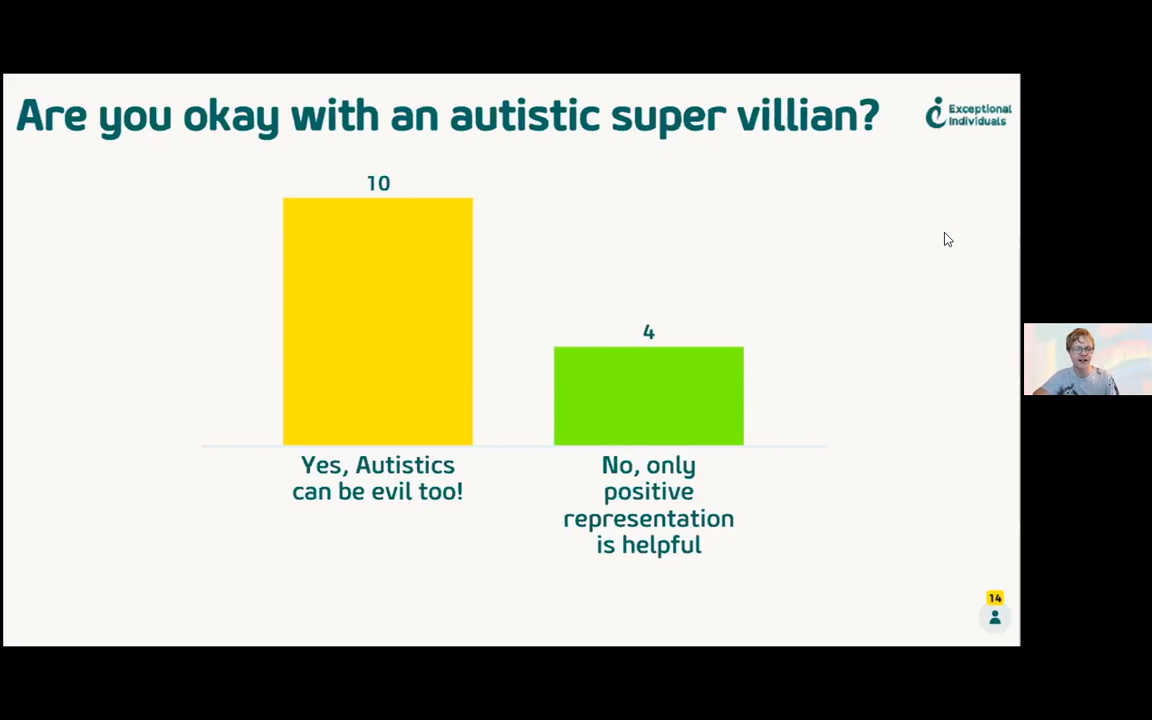 Are you okay with an autistic super villian?
Exceptional
Individuals
10
4
Yes, Autistics
can be evil too!
No, only
positive
representation
is helpful
14